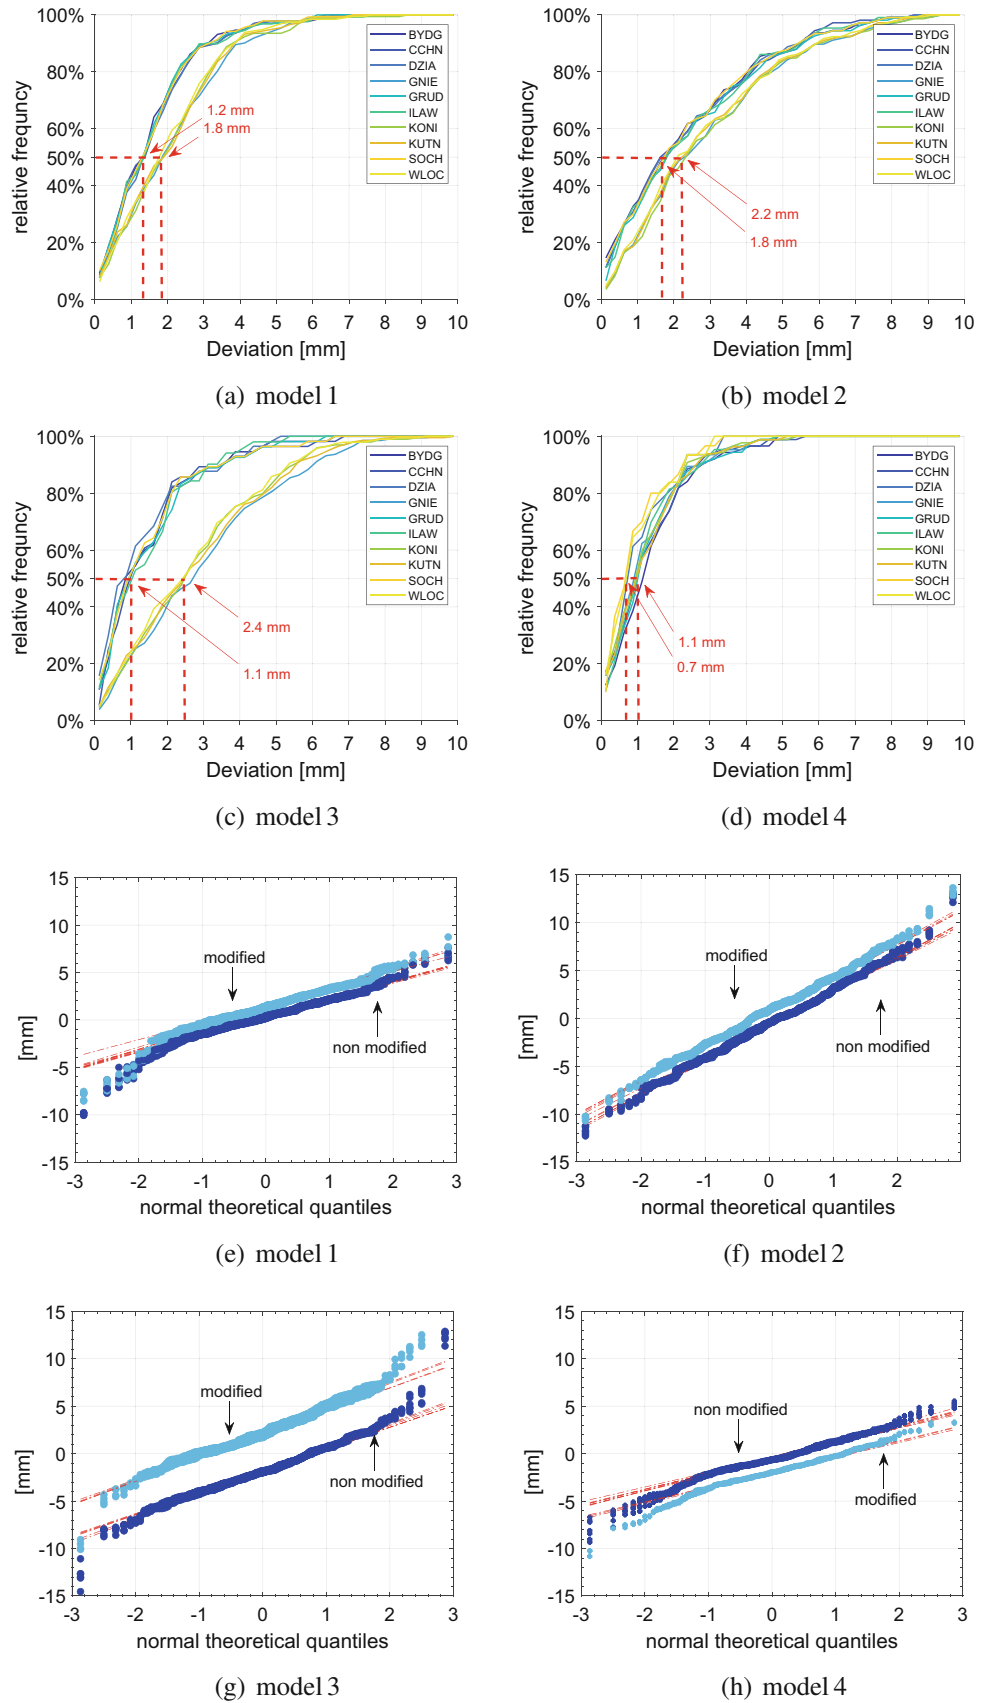 100%
80%
60%
50%
40%
20%
0%
relative frequncy
BYDG
CCHN
DZIA
GNIE
GRUD
ILAW
KONI
KUTN
SOCH
WLOC
1.2 mm
1.8 mm
0 1 2 3 4 5 6 7 8 9 10
Deviation [mm]
(a) model 1
100%
80%
60%
50%
40%
20%
0%
relative frequncy
BYDG
CCHN
DZIA
GNIE
GRUD
ILAW
KONI
KUTN
SOCH
WLOC
2.2 mm
1.8 mm
0 1 2 3 4 5 6 7 8 9 10
Deviation [mm]
(b) model 2
100%
80%
60%
50%
40%
20%
0%
relative frequncy
BYDG
CCHN
DZIA
GNIE
GRUD
ILAW
KONI
KUTN
SOCH
WLOC
2.4 mm
1.1 mm
0 1 2 3 4 5 6 7 8 9 10
Deviation [mm]
(c) model 3
100%
80%
60%
50%
40%
20%
0%
relative frequncy
BYDG
CCHN
DZIA
GNIE
GRUD
ILAW
KONI
KUTN
SOCH
WLOC
1.1 mm
0.7 mm
0 1 2 3 4 5 6 7 8 9 10
Deviation [mm]
(d) model 4
15
10
5
0
-5
-10
-15
[mm]
modified
non modified
-3 -2 -1 0 1 2 3
normal theoretical quantiles
(e) model 1
15
10
5
0
-5
-10
-15
[mm]
modified
non modified
-3 -2 -1 0 1 2
normal theoretical quantiles
(f) model 2
15
10
5
0
-5
-10
-15
[mm]
modified
non modified
-3 -2 -1 0 1 2 3
normal theoretical quantiles
(g) model 3
15
10
5
0
-5
-10
-15
[mm]
non modified
modified
-3 -2 -1 0 1 2 3
normal theoretical quantiles
(h) model 4